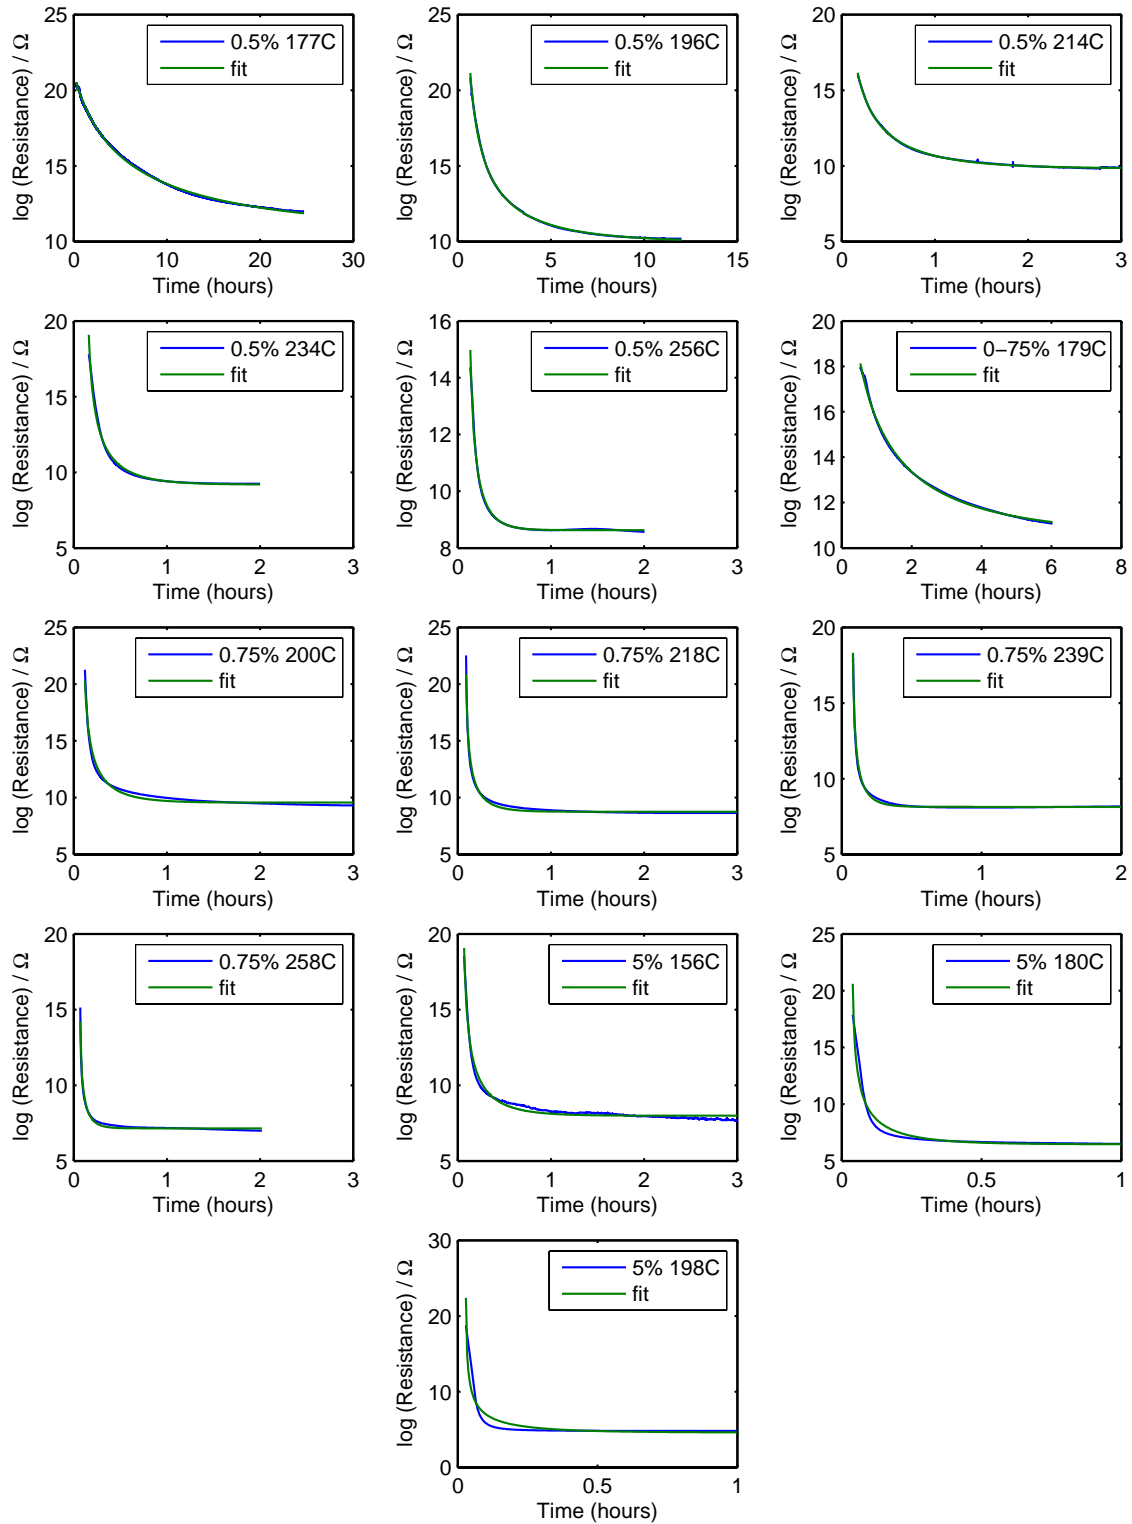 25
20
15
10
0
10
20
30
Time (hours)
log (Resistance) / Ω
0.5% 177C
fit
25
20
15
10
0
5
10
15
Time (hours)
log (Resistance) / Ω
0.5% 196C
fit
20
15
10
5
0
1
2
3
Time (hours)
log (Resistance) / Ω
0.5% 214C
fit
20
15
10
5
0
1
2
3
Time (hours)
log (Resistance) / Ω
0.5% 234C
fit
16
14
12
10
8
0
1
2
3
Time (hours)
log (Resistance) / Ω
0.5% 256C
fit
20
18
16
14
12
10
0
2
4
6
8
Time (hours)
log (Resistance) / Ω
0−75% 179C
fit
25
20
15
10
5
0
1
2
3
Time (hours)
log (Resistance) / Ω
0.75% 200C
fit
25
20
15
10
5
0
1
2
3
Time (hours)
log (Resistance) / Ω
0.75% 218C
fit
20
15
10
5
0
1
2
Time (hours)
log (Resistance) / Ω
0.75% 239C
fit
20
15
10
5
0
1
2
3
Time (hours)
log (Resistance) / Ω
0.75% 258C
fit
20
15
10
5
0
1
2
3
Time (hours)
log (Resistance) / Ω
5% 156C
fit
25
20
15
10
5
0
0.5
1
Time (hours)
log (Resistance) / Ω
5% 180C
fit
30
20
10
0
0
0.5
1
Time (hours)
log (Resistance) / Ω
5% 198C
fit